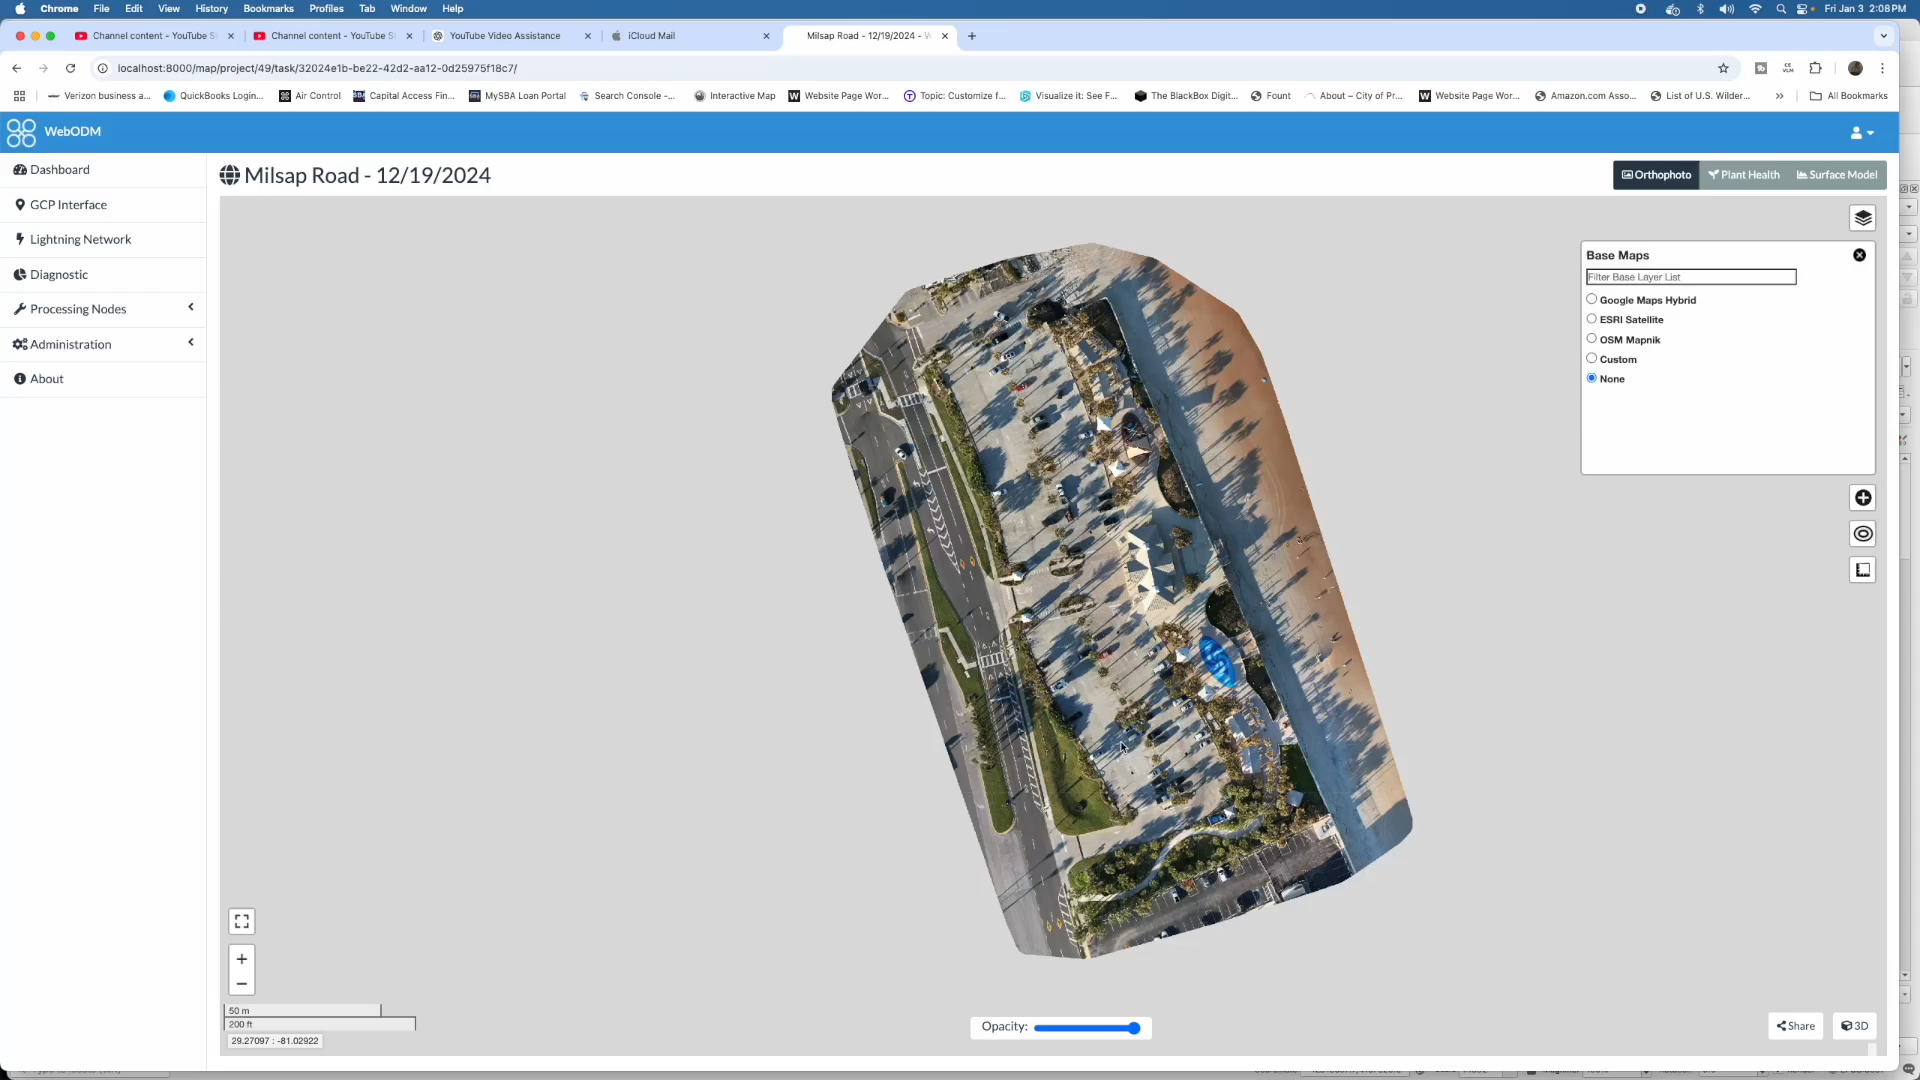 Chrome File Edit View History Bookmarks Profiles Tab Window Help Fri Jan 3 2:08 PM
Channel content - YouTube S Channel content - YouTube S YouTube Video Assistance iCloud Mail Milsap Road - 12/19/2024 -
localhost:8000/map/project/49/task/32024e1b-be22-42d2-aa12-0d25975f18c7/
Verizon business a... QuickBooks Login... Air Control Capital Access Fin... MySBA Loan Portal Search Console -... Interactive Map Website Page Wor... Topic: Customize f... Visualize it: See F... The BlackBox Digit... Fount About – City of Pr... Website Page Wor... Amazon.com Asso... List of U.S. Wilder... » All Bookmarks
WebODM
Dashboard
GCP Interface
Lightning Network
Diagnostic
Processing Nodes
Administration
About
Milsap Road - 12/19/2024
Orthophoto Plant Health Surface Model
Base Maps
Filter Base Layer List
Google Maps Hybrid
ESRI Satellite
OSM Mapnik
Custom
None
+
−
50 m
200 ft
29.27097 : -81.02922
Opacity:
Share 3D